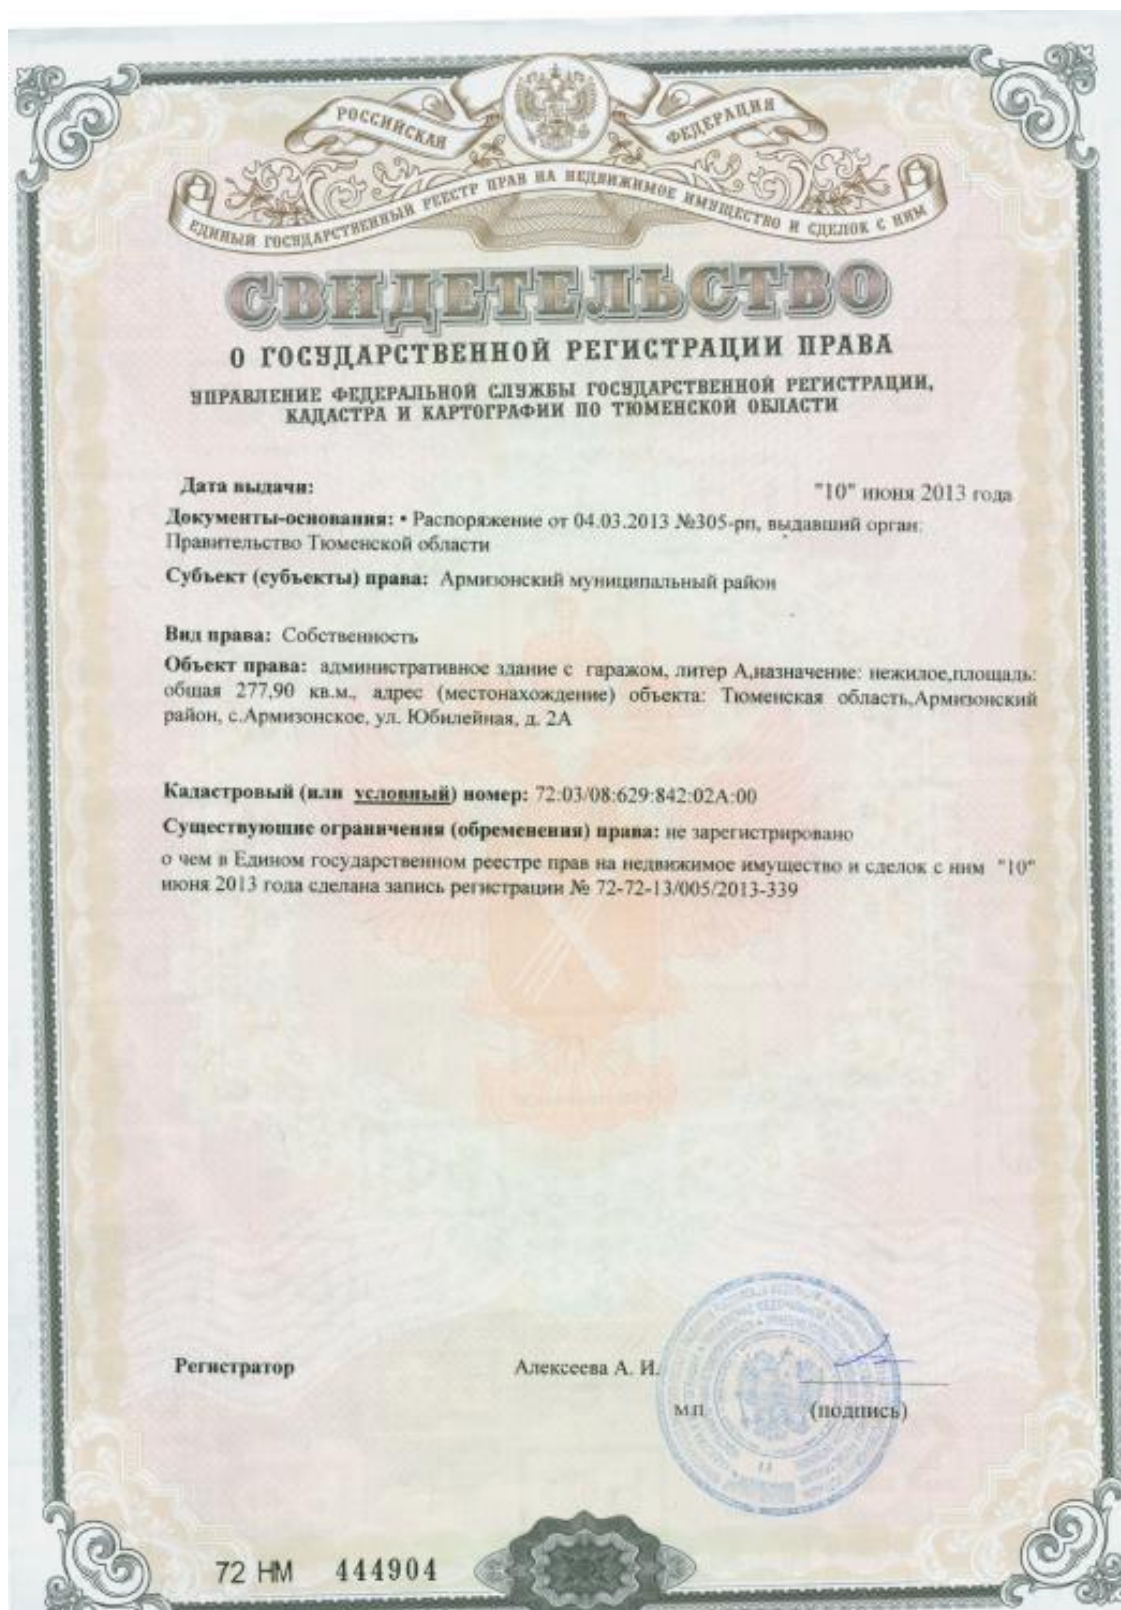 РОССИЙСКАЯ ФЕДЕРАЦИЯ
ЕДИНЫЙ ГОСУДАРСТВЕННЫЙ РЕЕСТР ПРАВ НА НЕДВИЖИМОЕ ИМУЩЕСТВО И СДЕЛОК С НИМ
СВИДЕТЕЛЬСТВО
О ГОСУДАРСТВЕННОЙ РЕГИСТРАЦИИ ПРАВА
УПРАВЛЕНИЕ ФЕДЕРАЛЬНОЙ СЛУЖБЫ ГОСУДАРСТВЕННОЙ РЕГИСТРАЦИИ,
КАДАСТРА И КАРТОГРАФИИ ПО ТЮМЕНСКОЙ ОБЛАСТИ
Дата выдачи: "10" июня 2013 года
Документы-основания: • Распоряжение от 04.03.2013 №305-рп, выдавший орган:
Правительство Тюменской области
Субъект (субъекты) права: Армизонский муниципальный район
Вид права: Собственность
Объект права: административное здание с гаражом, литер А,назначение: нежилое,площадь:
общая 277,90 кв.м., адрес (местонахождение) объекта: Тюменская область,Армизонский
район, с.Армизонское, ул. Юбилейная, д. 2А
Кадастровый (или условный) номер: 72:03/08:629:842:02А:00
Существующие ограничения (обременения) права: не зарегистрировано
о чем в Едином государственном реестре прав на недвижимое имущество и сделок с ним "10"
июня 2013 года сделана запись регистрации № 72-72-13/005/2013-339
Регистратор Алексеева А. И.
М.П. (подпись)
72 НМ 444904